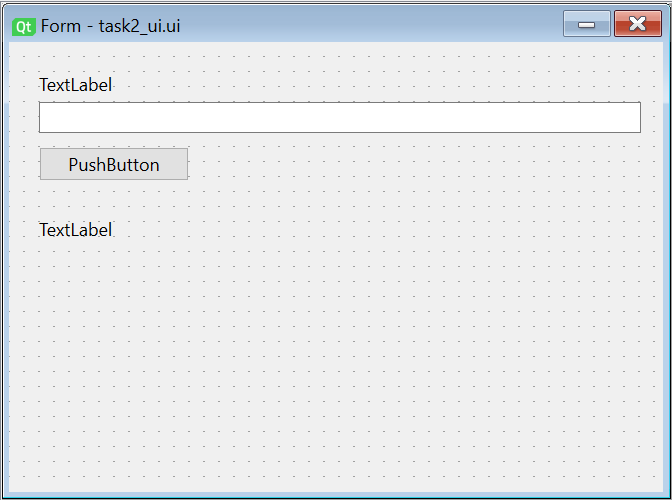 Qt Form - task2_ui.ui
TextLabel
PushButton
TextLabel